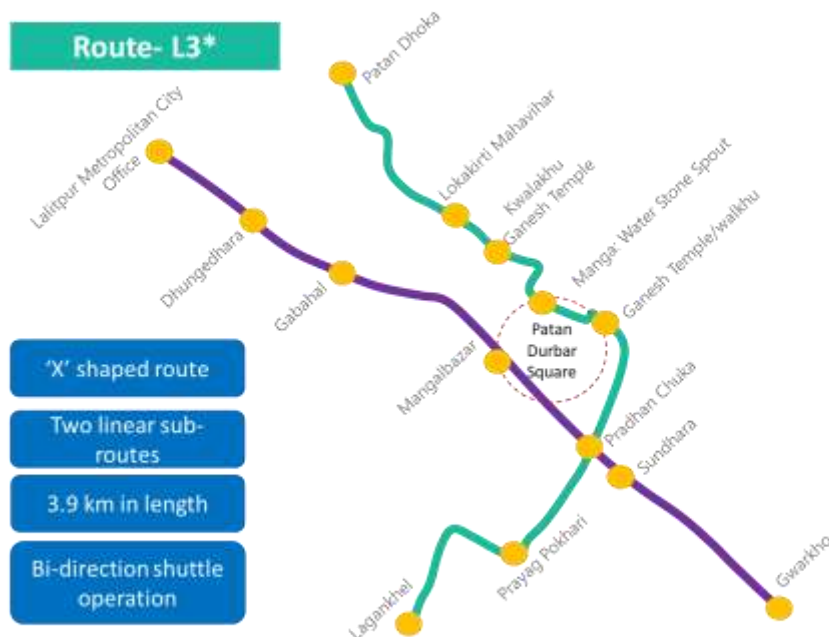 Route- L3*
Patan Dhoka
Lalitpur Metropolitan City
Office
Lokakirti Mahavihar
Kwalakhu
Ganesh Temple
Manga: Water Stone Spout
Ganesh Temple/walkhu
Dhungedhara
Gabahal
Patan
Durbar
Square
Mangalbazar
'X' shaped route
Two linear sub-
routes
3.9 km in length
Bi-direction shuttle
operation
Pradhan Chuka
Sundhara
Prayag Pokhari
Lagankhel
Gwarkho